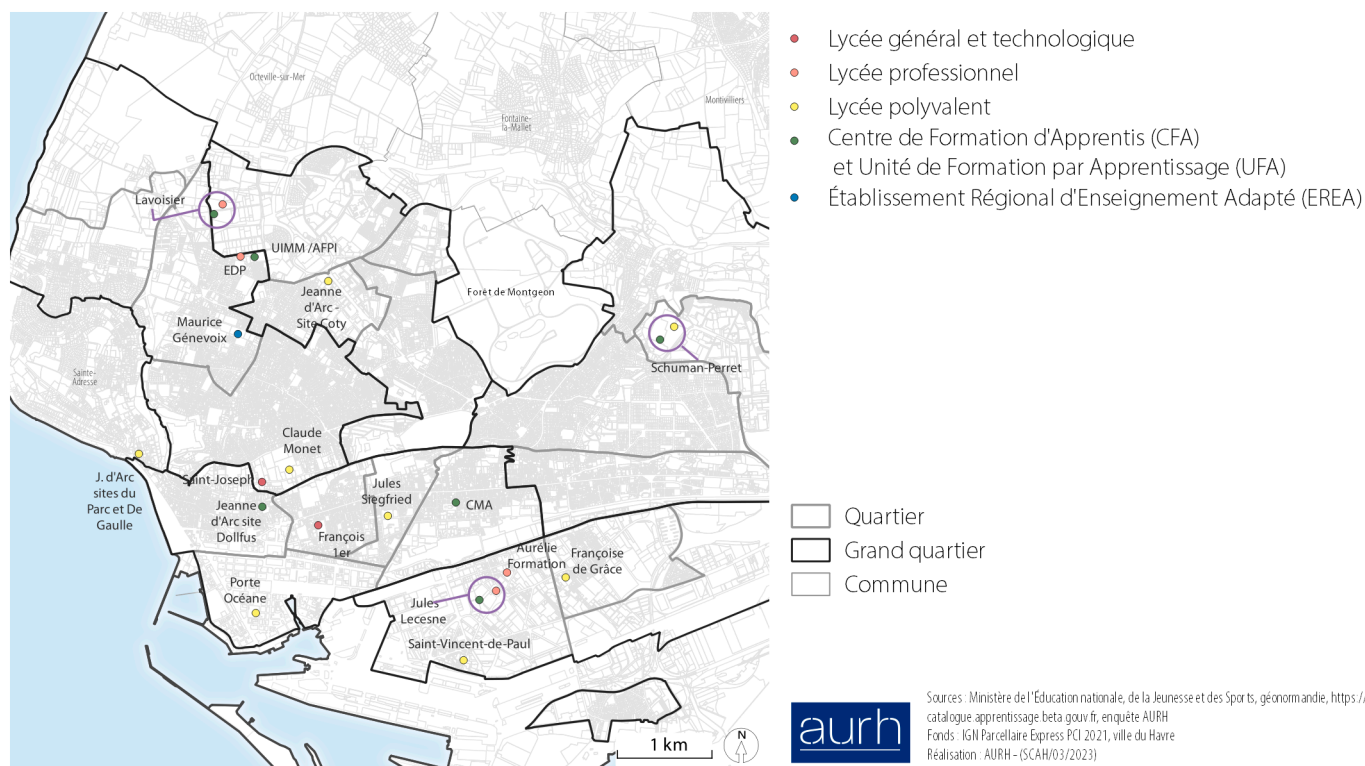 Octeville-sur-Mer
Montivilliers
Fontaine-
la-Mallet
Lavoisier
UIMM /AFPI
EDP
Jeanne
d'Arc -
Site Coty
Forêt de Montgeon
Maurice
Génevoix
Schuman-Perret
Sainte-
Adresse
Claude
Monet
J. d'Arc
sites du
Parc et De
Gaulle
Saint-Joseph
Jeanne
d'Arc site
Dollfus
Jules
Siegfried
CMA
François
1er
Aurélie
Formation
Françoise
de Grâce
Porte
Océane
Jules
Lecesne
Saint-Vincent-de-Paul
1 km
N
Lycée général et technologique
Lycée professionnel
Lycée polyvalent
Centre de Formation d'Apprentis (CFA)
et Unité de Formation par Apprentissage (UFA)
Établissement Régional d'Enseignement Adapté (EREA)
Quartier
Grand quartier
Commune
aurh
Sources : Ministère de l'Éducation nationale, de la Jeunesse et des Sports, géonormandie, https:/
catalogue.apprentissage.beta.gouv.fr, enquête AURH
Fonds : IGN Parcellaire Express PCI 2021, ville du Havre
Réalisation : AURH – (SCAH/03/2023)